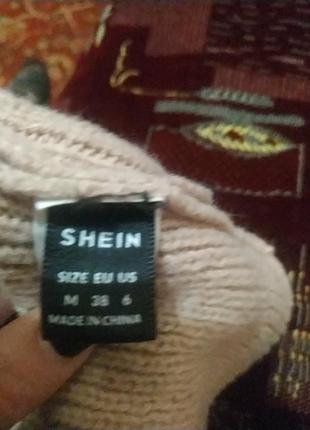 SHEIN
SIZE EU US
M 38 6
MADE IN CHINA